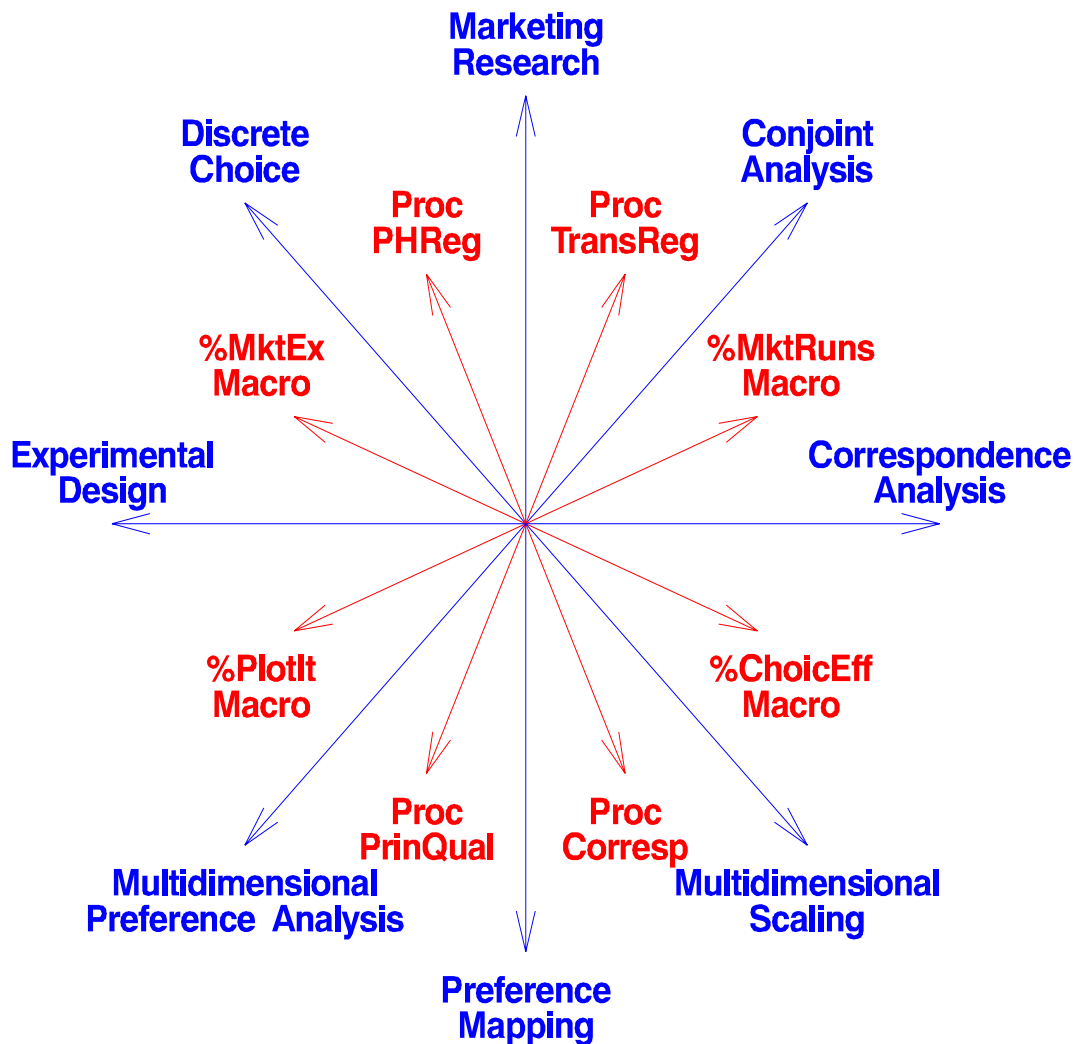 Marketing
Research
Discrete
Choice
Conjoint
Analysis
Proc
PHReg
Proc
TransReg
%MktEx
Macro
%MktRuns
Macro
Experimental
Design
Correspondence
Analysis
%PlotIt
Macro
%ChoicEff
Macro
Proc
PrinQual
Proc
Corresp
Multidimensional
Preference Analysis
Multidimensional
Scaling
Preference
Mapping